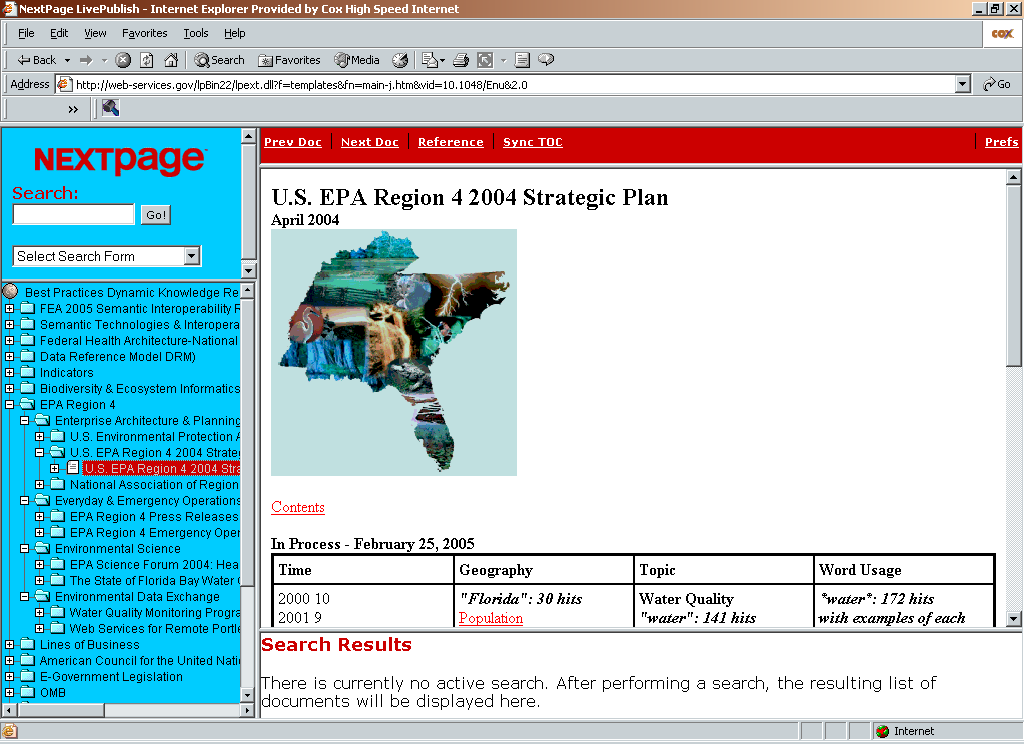 NextPage LivePublish - Internet Explorer Provided by Cox High Speed Internet
File Edit View Favorites Tools Help
COX
Back Search Favorites Media
Address http://web-services.gov/lpBin22/lpext.dll?f=templates&fn=main-j.htm&vid=10.1048/Enu&2.0 Go
»
NEXTpage
Search:
Go!
Select Search Form
Best Practices Dynamic Knowledge Re
FEA 2005 Semantic Interoperability R
Semantic Technologies & Interopera
Federal Health Architecture-National
Data Reference Model DRM)
Indicators
Biodiversity & Ecosystem Informatics
EPA Region 4
Enterprise Architecture & Planning
U.S. Environmental Protection A
U.S. EPA Region 4 2004 Strate
U.S. EPA Region 4 2004 Stra
National Association of Region
Everyday & Emergency Operations
EPA Region 4 Press Releases
EPA Region 4 Emergency Oper
Environmental Science
EPA Science Forum 2004: Hea
The State of Florida Bay Water
Environmental Data Exchange
Water Quality Monitoring Progra
Web Services for Remote Portle
Lines of Business
American Council for the United Nati
E-Government Legislation
OMB
Prev Doc Next Doc Reference Sync TOC Prefs
U.S. EPA Region 4 2004 Strategic Plan
April 2004
Contents
In Process - February 25, 2005
Time Geography Topic Word Usage
2000 10 "Florida": 30 hits Water Quality *water*: 172 hits
2001 9 Population "water": 141 hits with examples of each
Search Results
There is currently no active search. After performing a search, the resulting list of
documents will be displayed here.
Internet